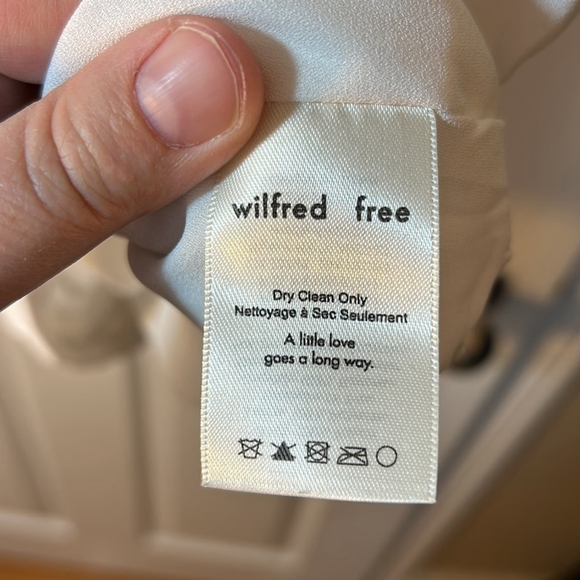 wilfred free
Dry Clean Only
Nettoyage à Sec Seulement
A little love
goes a long way.